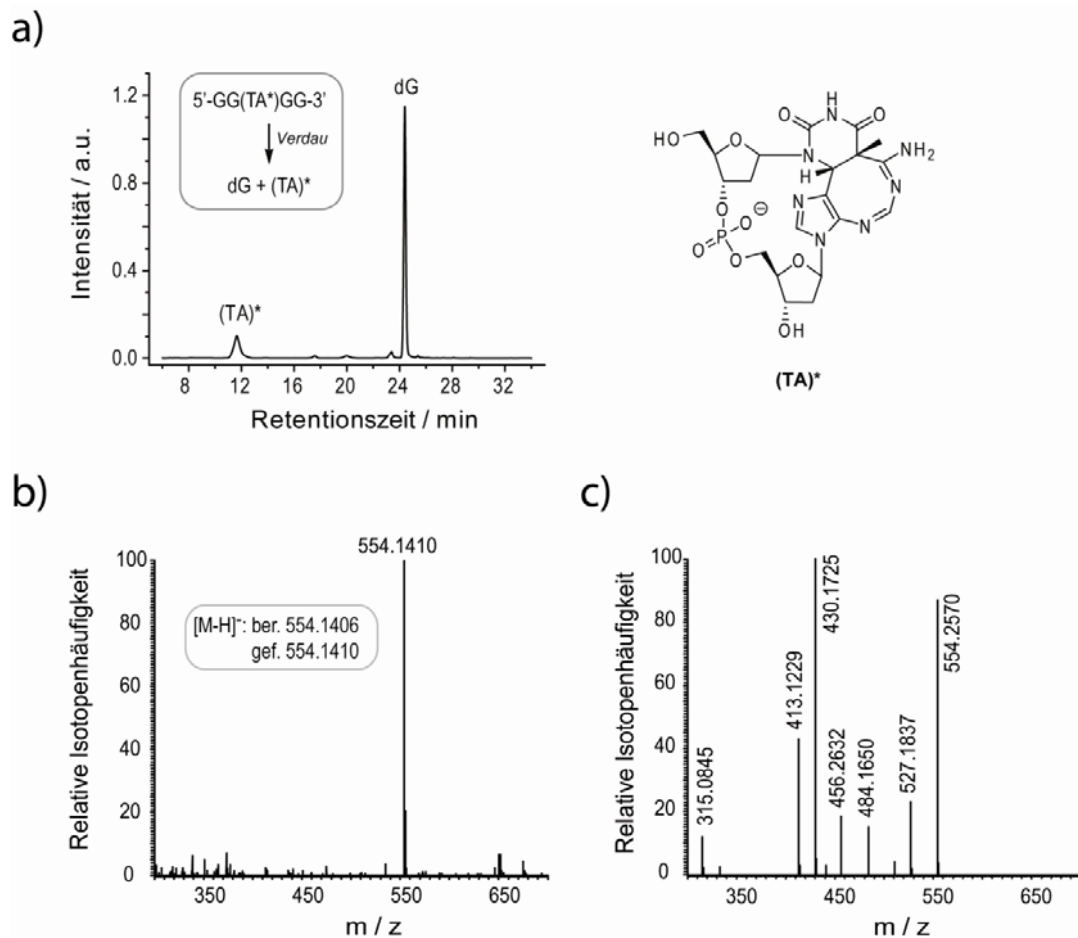 a)
Intensität / a.u.
1.2
0.8
0.4
0.0
5'-GG(TA*)GG-3'
Verdau
dG + (TA)*
dG
(TA)*
8 12 16 20 24 28 32
Retentionszeit / min
H
O N O
HO O N NH2
H
O N N
O⊖ P N N
O O N
O
OH
(TA)*
b)
Relative Isotopenhäufigkeit
100
80
60
40
20
0
554.1410
[M-H]⁻: ber. 554.1406
gef. 554.1410
350 450 550 650
m / z
c)
Relative Isotopenhäufigkeit
100
80
60
40
20
0
315.0845
413.1229
430.1725
456.2632
484.1650
527.1837
554.2570
350 450 550 650
m / z